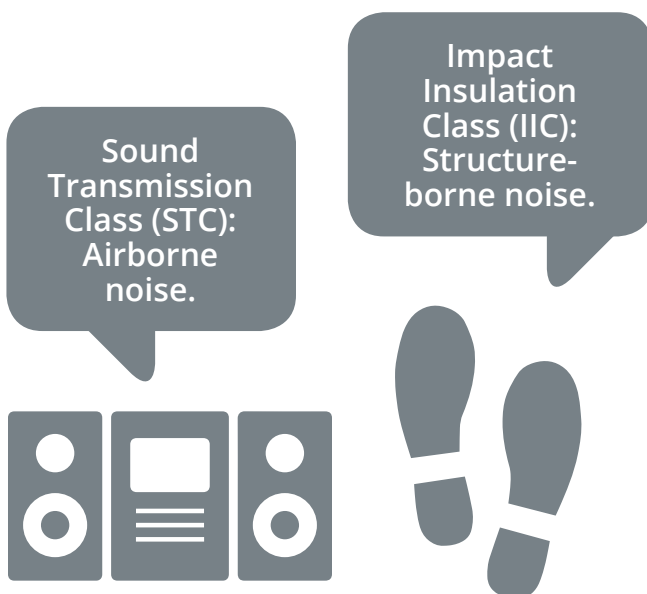 Sound
Transmission
Class (STC):
Airborne
noise.
Impact
Insulation
Class (IIC):
Structure-
borne noise.